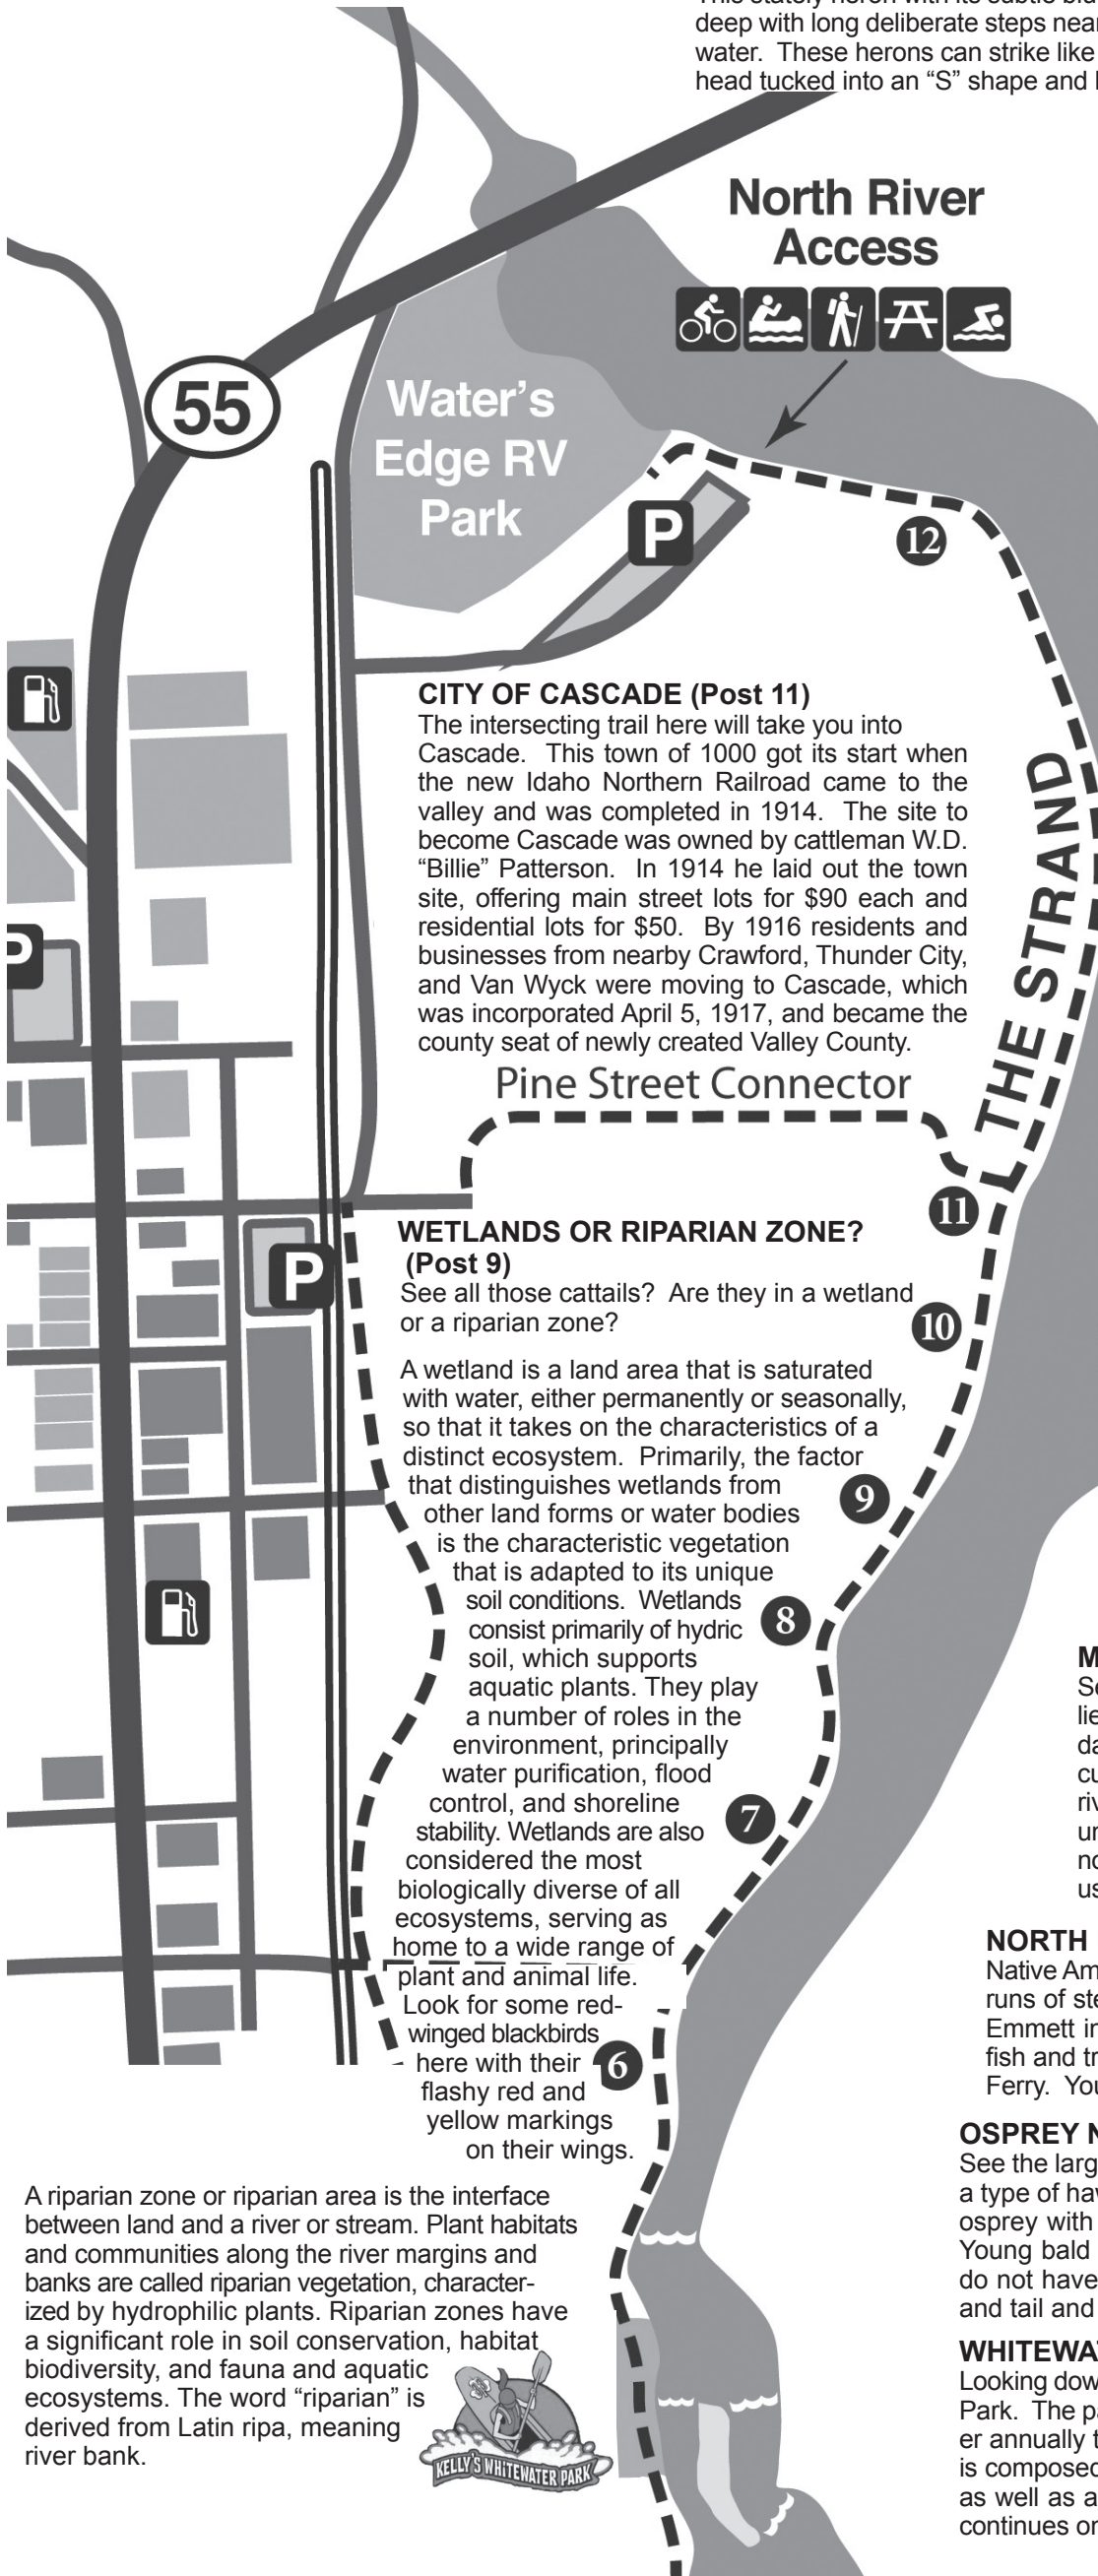 This stately heron with its subtle blu
deep with long deliberate steps near
water. These herons can strike like
head tucked into an “S” shape and
North River
Access
55
Water’s
Edge RV
Park
P
12
CITY OF CASCADE (Post 11)
The intersecting trail here will take you into
Cascade. This town of 1000 got its start when
the new Idaho Northern Railroad came to the
valley and was completed in 1914. The site to
become Cascade was owned by cattleman W.D.
“Billie” Patterson. In 1914 he laid out the town
site, offering main street lots for $90 each and
residential lots for $50. By 1916 residents and
businesses from nearby Crawford, Thunder City,
and Van Wyck were moving to Cascade, which
was incorporated April 5, 1917, and became the
county seat of newly created Valley County.
THE STRAND
P
Pine Street Connector
11
WETLANDS OR RIPARIAN ZONE?
(Post 9)
P
See all those cattails? Are they in a wetland
or a riparian zone?
10
A wetland is a land area that is saturated
with water, either permanently or seasonally,
so that it takes on the characteristics of a
distinct ecosystem. Primarily, the factor
that distinguishes wetlands from
other land forms or water bodies
is the characteristic vegetation
that is adapted to its unique
soil conditions. Wetlands
consist primarily of hydric
soil, which supports
aquatic plants. They play
a number of roles in the
environment, principally
water purification, flood
control, and shoreline
stability. Wetlands are also
considered the most
biologically diverse of all
ecosystems, serving as
home to a wide range of
plant and animal life.
Look for some red-
winged blackbirds
here with their
flashy red and
yellow markings
on their wings.
9
8
7
6
A riparian zone or riparian area is the interface
between land and a river or stream. Plant habitats
and communities along the river margins and
banks are called riparian vegetation, character-
ized by hydrophilic plants. Riparian zones have
a significant role in soil conservation, habitat
biodiversity, and fauna and aquatic
ecosystems. The word “riparian” is
derived from Latin ripa, meaning
river bank.
KELLY’S WHITEWATER PARK
M
Se
lie
da
cu
riv
un
no
us
NORTH
Native Am
runs of ste
Emmett in
fish and tr
Ferry. You
OSPREY N
See the larg
a type of hav
osprey with
Young bald
do not have
and tail and
WHITEWAT
Looking dow
Park. The pa
er annually t
is composed
as well as a
continues or